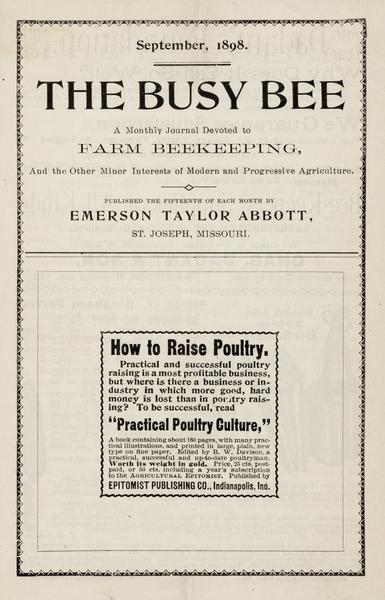 September, 1898.
THE BUSY BEE
A Monthly Journal Devoted to
FARM BEEKEEPING,
And the Other Minor Interests of Modern and Progressive Agriculture.
PUBLISHED THE FIFTEENTH OF EACH MONTH BY
EMERSON TAYLOR ABBOTT,
ST. JOSEPH, MISSOURI.
How to Raise Poultry.
Practical and successful poultry
raising is a most profitable business,
but where is there a business or in-
dustry in which more good, hard
money is lost than in poultry rais-
ing? To be successful, read
"Practical Poultry Culture,"
A book containing about 160 pages, with many prac-
tical illustrations, and printed in large, plain, new
type on fine paper. Edited by R. W. Davison, a
practical, successful and up-to-date poultryman.
Worth its weight in gold. Price, 25 cts. post-
paid, or 50 cts. including a year's subscription
to the AGRICULTURAL EPITOMIST. Published by
EPITOMIST PUBLISHING CO., Indianapolis, Ind.